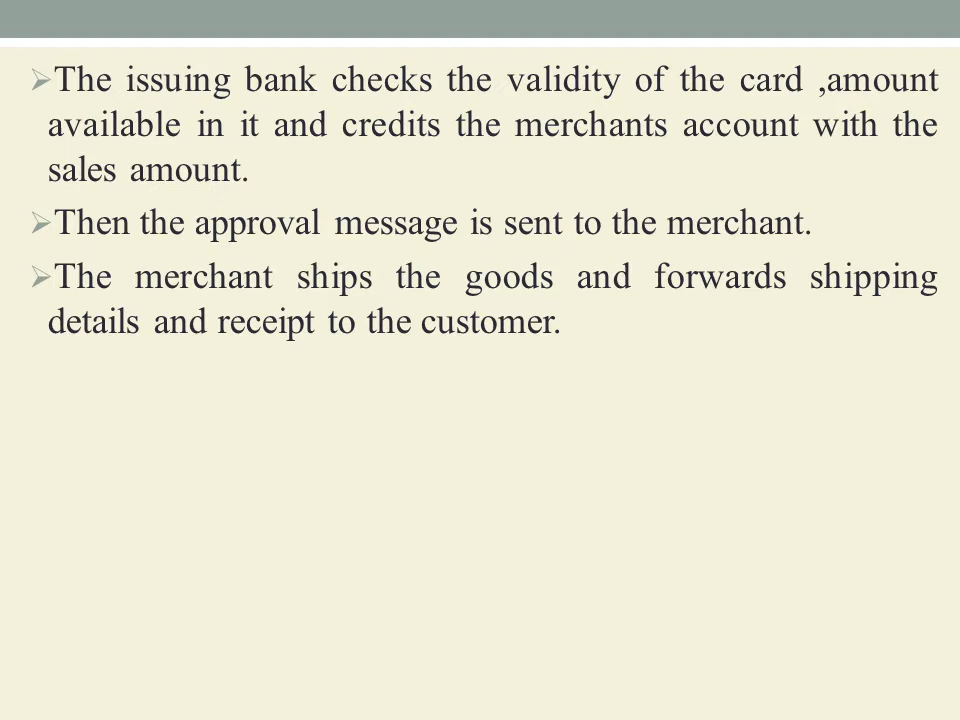 ➢The issuing bank checks the validity of the card ,amount
available in it and credits the merchants account with the
sales amount.
➢Then the approval message is sent to the merchant.
➢The merchant ships the goods and forwards shipping
details and receipt to the customer.